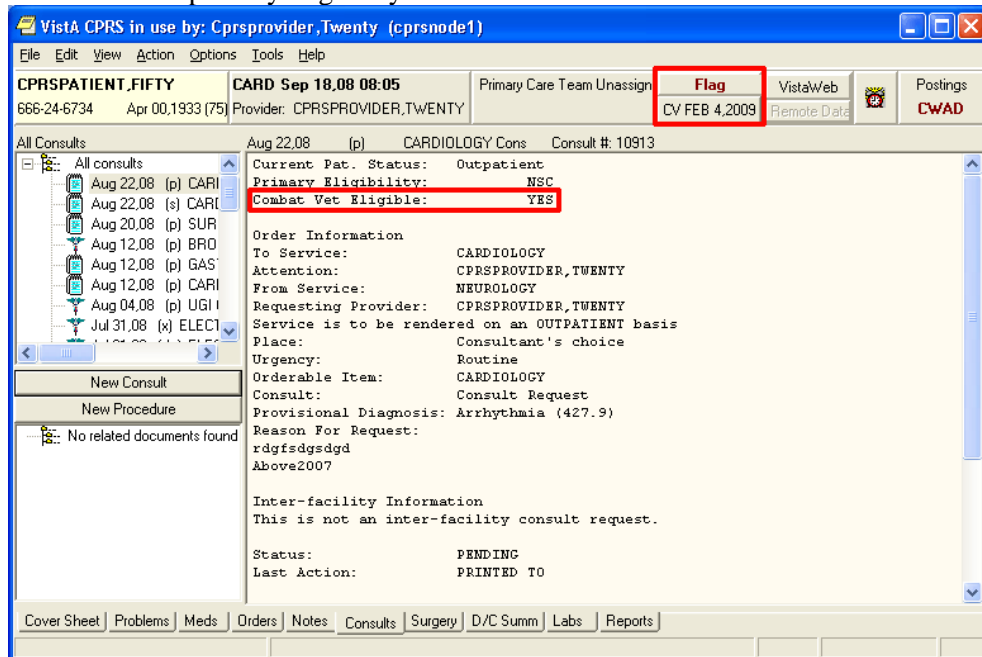 VistA CPRS in use by: Cprsprovider,Twenty (cprsnode1)
File Edit View Action Options Tools Help
CPRSPATIENT,FIFTY CARD Sep 18,08 08:05 Primary Care Team Unassign Flag VistaWeb Postings
666-24-6734 Apr 00,1933 (75) Provider: CPRSPROVIDER,TWENTY CV FEB 4,2009 Remote Data CWAD
All Consults Aug 22,08 (p) CARDIOLOGY Cons Consult #: 10913
All consults
Aug 22,08 (p) CARI
Aug 22,08 (s) CARD
Aug 20,08 (p) SUR
Aug 12,08 (p) BRO
Aug 12,08 (p) GAS
Aug 12,08 (p) CARI
Aug 04,08 (p) UGI
Jul 31,08 (x) ELECT
New Consult
New Procedure
No related documents found
Current Pat. Status: Outpatient
Primary Eligibility: NSC
Combat Vet Eligible: YES
Order Information
To Service: CARDIOLOGY
Attention: CPRSPROVIDER,TWENTY
From Service: NEUROLOGY
Requesting Provider: CPRSPROVIDER,TWENTY
Service is to be rendered on an OUTPATIENT basis
Place: Consultant's choice
Urgency: Routine
Orderable Item: CARDIOLOGY
Consult: Consult Request
Provisional Diagnosis: Arrhythmia (427.9)
Reason For Request:
rdgfsdgsdgd
Above2007
Inter-facility Information
This is not an inter-facility consult request.
Status: PENDING
Last Action: PRINTED TO
Cover Sheet Problems Meds Orders Notes Consults Surgery D/C Summ Labs Reports